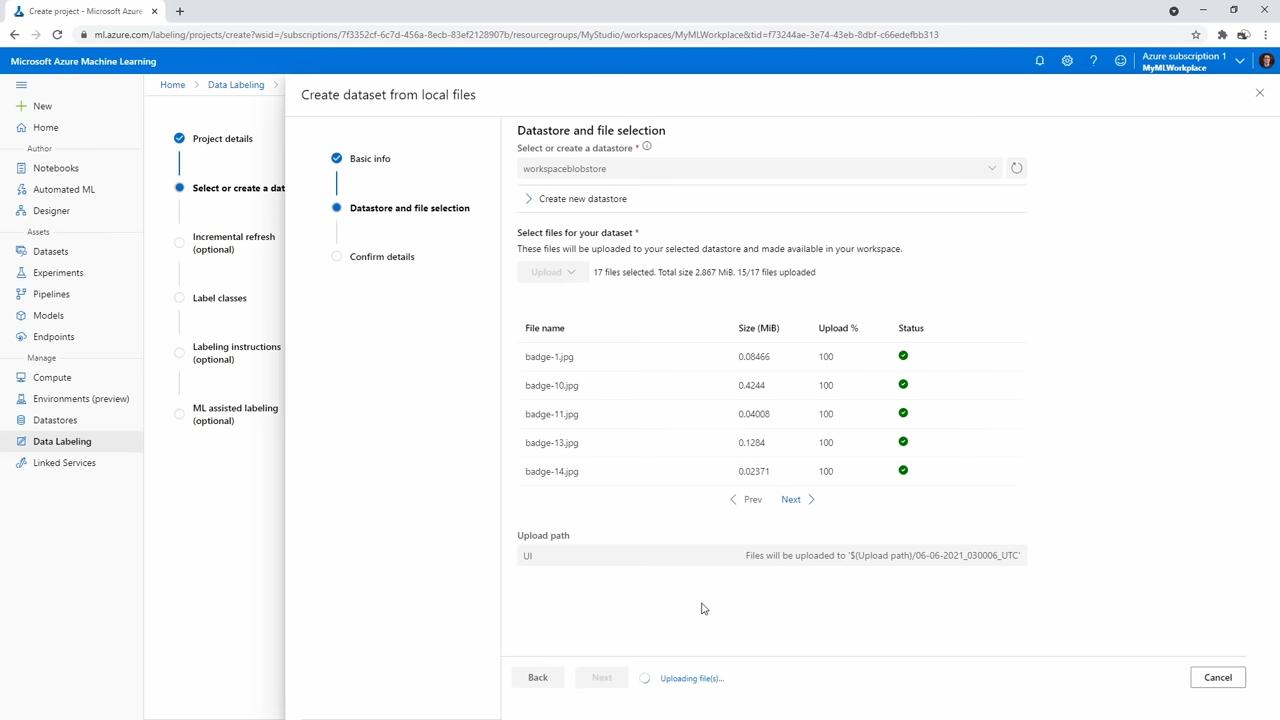 Create project - Microsoft Azure
ml.azure.com/labeling/projects/create?wsid=/subscriptions/7f3352cf-6c7d-456a-8ecb-83ef2128907b/resourcegroups/MyStudio/workspaces/MyMLWorkplace&tid=f73244ae-3e74-43eb-8dbf-c66edefbb313
Microsoft Azure Machine Learning
Azure subscription 1
MyMLWorkplace
New
Home
Author
Notebooks
Automated ML
Designer
Assets
Datasets
Experiments
Pipelines
Models
Endpoints
Manage
Compute
Environments (preview)
Datastores
Data Labeling
Linked Services
Home > Data Labeling >
Project details
Select or create a dat
Incremental refresh
(optional)
Label classes
Labeling instructions
(optional)
ML assisted labeling
(optional)
Create dataset from local files
Basic info
Datastore and file selection
Confirm details
Datastore and file selection
Select or create a datastore *
workspaceblobstore
Create new datastore
Select files for your dataset *
These files will be uploaded to your selected datastore and made available in your workspace.
Upload 17 files selected. Total size 2.867 MiB. 15/17 files uploaded
File name Size (MiB) Upload % Status
badge-1.jpg 0.08466 100
badge-10.jpg 0.4244 100
badge-11.jpg 0.04008 100
badge-13.jpg 0.1284 100
badge-14.jpg 0.02371 100
Prev Next
Upload path
UI Files will be uploaded to '$(Upload path)/06-06-2021_030006_UTC'
Back Next Uploading file(s)... Cancel